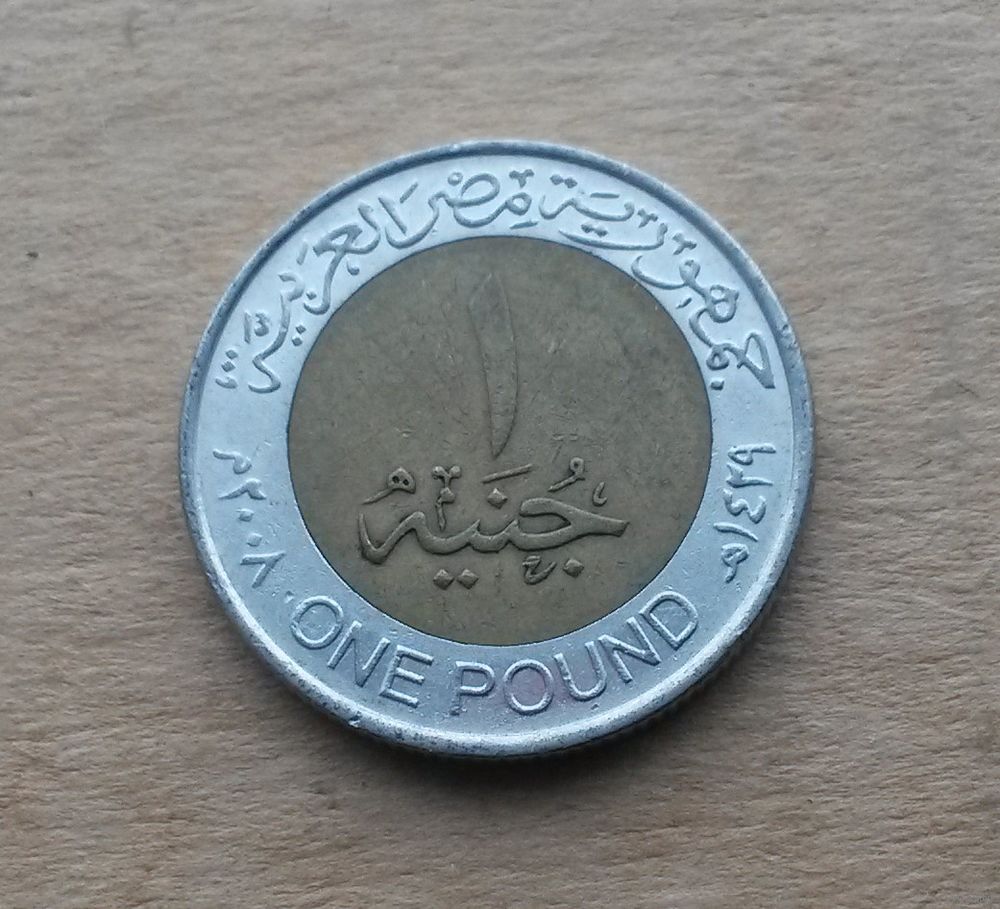 جمهورية مصر العربية
١
جنيه
٢٠٠٨م
١٤٢٩هـ
ONE POUND